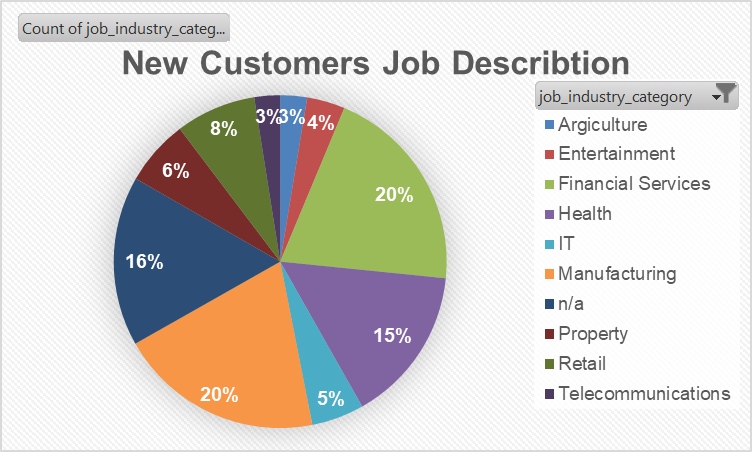 Count of job_industry_categ...
New Customers Job Describtion
job_industry_category
Argiculture
Entertainment
Financial Services
Health
IT
Manufacturing
n/a
Property
Retail
Telecommunications
3%
4%
20%
15%
5%
20%
16%
6%
8%
3%